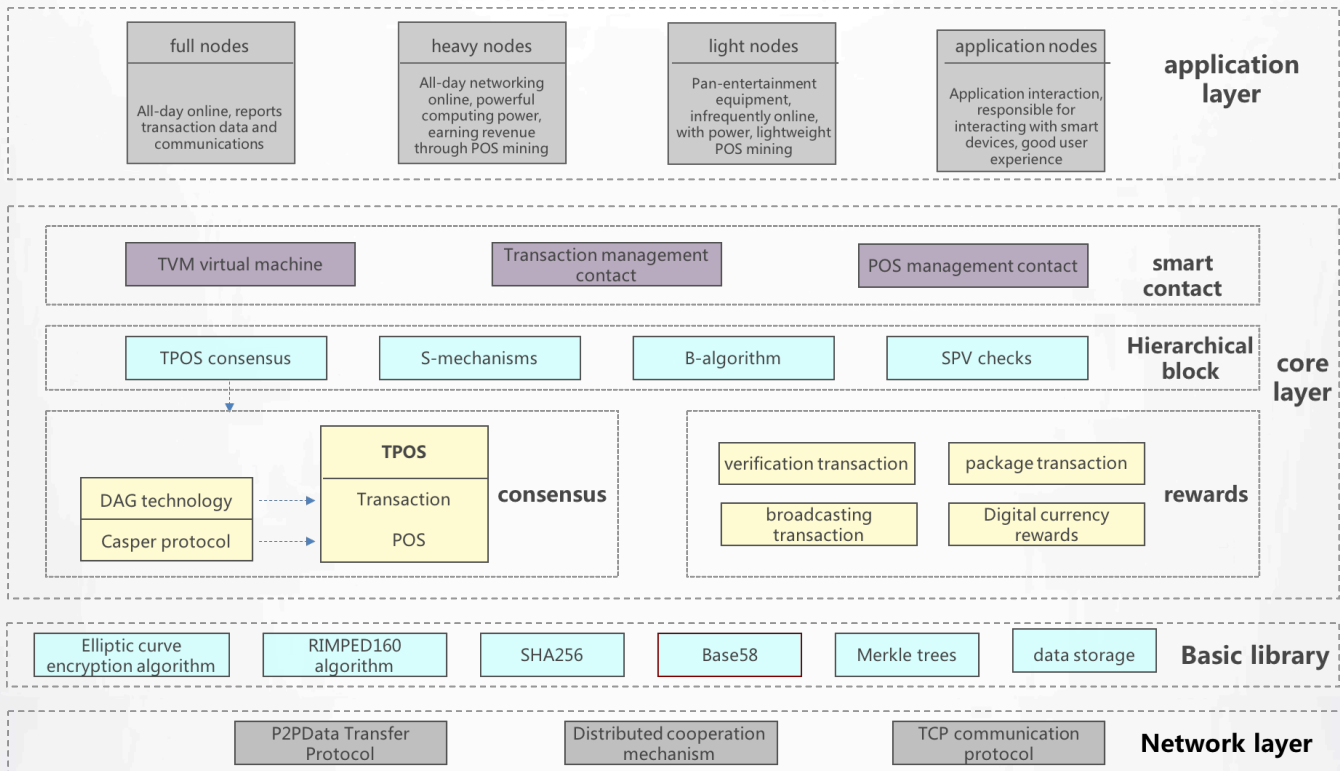 full nodes
All-day online, reports
transaction data and
communications
heavy nodes
All-day networking
online, powerful
computing power,
earning revenue
through POS mining
light nodes
Pan-entertainment
equipment,
infrequently online,
with power, lightweight
POS mining
application nodes
Application interaction,
responsible for
interacting with smart
devices, good user
experience
application
layer
TVM virtual machine
Transaction management
contact
POS management contact
smart
contact
TPOS consensus
S-mechanisms
B-algorithm
SPV checks
Hierarchical
block
core
layer
DAG technology
Casper protocol
TPOS
Transaction
POS
consensus
verification transaction
package transaction
broadcasting
transaction
Digital currency
rewards
rewards
Elliptic curve
encryption algorithm
RIMPED160
algorithm
SHA256
Base58
Merkle trees
data storage
Basic library
P2PData Transfer
Protocol
Distributed cooperation
mechanism
TCP communication
protocol
Network layer